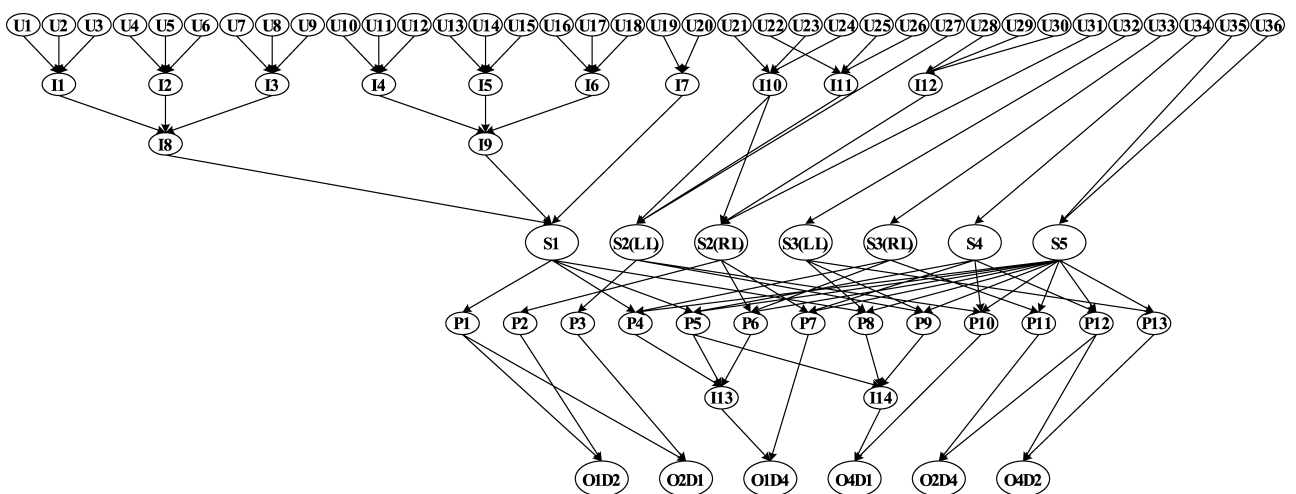 U1 U2 U3 U4 U5 U6 U7 U8 U9 U10 U11 U12 U13 U14 U15 U16 U17 U18 U19 U20 U21 U22 U23 U24 U25 U26 U27 U28 U29 U30 U31 U32 U33 U34 U35 U36
I1 I2 I3 I4 I5 I6 I7 I10 I11 I12
I8 I9
S1 S2(LL) S2(RL) S3(LL) S3(RL) S4 S5
P1 P2 P3 P4 P5 P6 P7 P8 P9 P10 P11 P12 P13
I13 I14
O1D2 O2D1 O1D4 O4D1 O2D4 O4D2